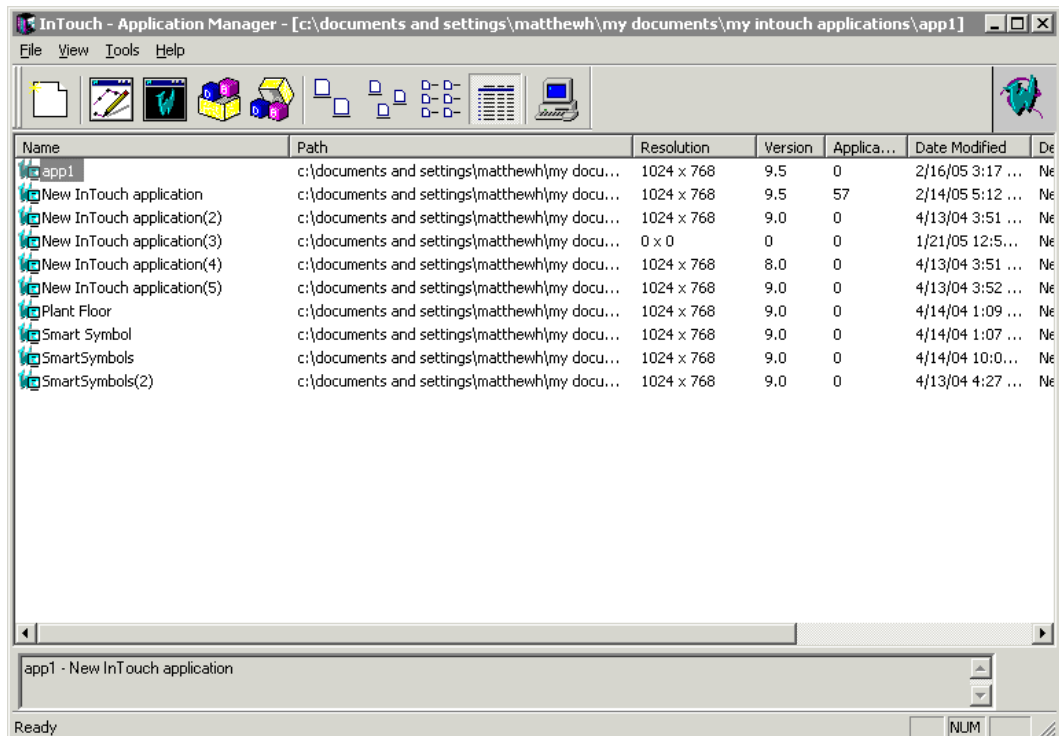 InTouch - Application Manager - [c:\documents and settings\matthewh\my documents\my intouch applications\app1]
File View Tools Help
Name Path Resolution Version Applica... Date Modified De
app1 c:\documents and settings\matthewh\my docu... 1024 x 768 9.5 0 2/16/05 3:17 ... Ne
New InTouch application c:\documents and settings\matthewh\my docu... 1024 x 768 9.5 57 2/14/05 5:12 ... Ne
New InTouch application(2) c:\documents and settings\matthewh\my docu... 1024 x 768 9.0 0 4/13/04 3:51 ... Ne
New InTouch application(3) c:\documents and settings\matthewh\my docu... 0 x 0 0 0 1/21/05 12:5... Ne
New InTouch application(4) c:\documents and settings\matthewh\my docu... 1024 x 768 8.0 0 4/13/04 3:51 ... Ne
New InTouch application(5) c:\documents and settings\matthewh\my docu... 1024 x 768 9.0 0 4/13/04 3:52 ... Ne
Plant Floor c:\documents and settings\matthewh\my docu... 1024 x 768 9.0 0 4/14/04 1:09 ... Ne
Smart Symbol c:\documents and settings\matthewh\my docu... 1024 x 768 9.0 0 4/14/04 1:07 ... Ne
SmartSymbols c:\documents and settings\matthewh\my docu... 1024 x 768 9.0 0 4/14/04 10:0... Ne
SmartSymbols(2) c:\documents and settings\matthewh\my docu... 1024 x 768 9.0 0 4/13/04 4:27 ... Ne
app1 - New InTouch application
Ready NUM